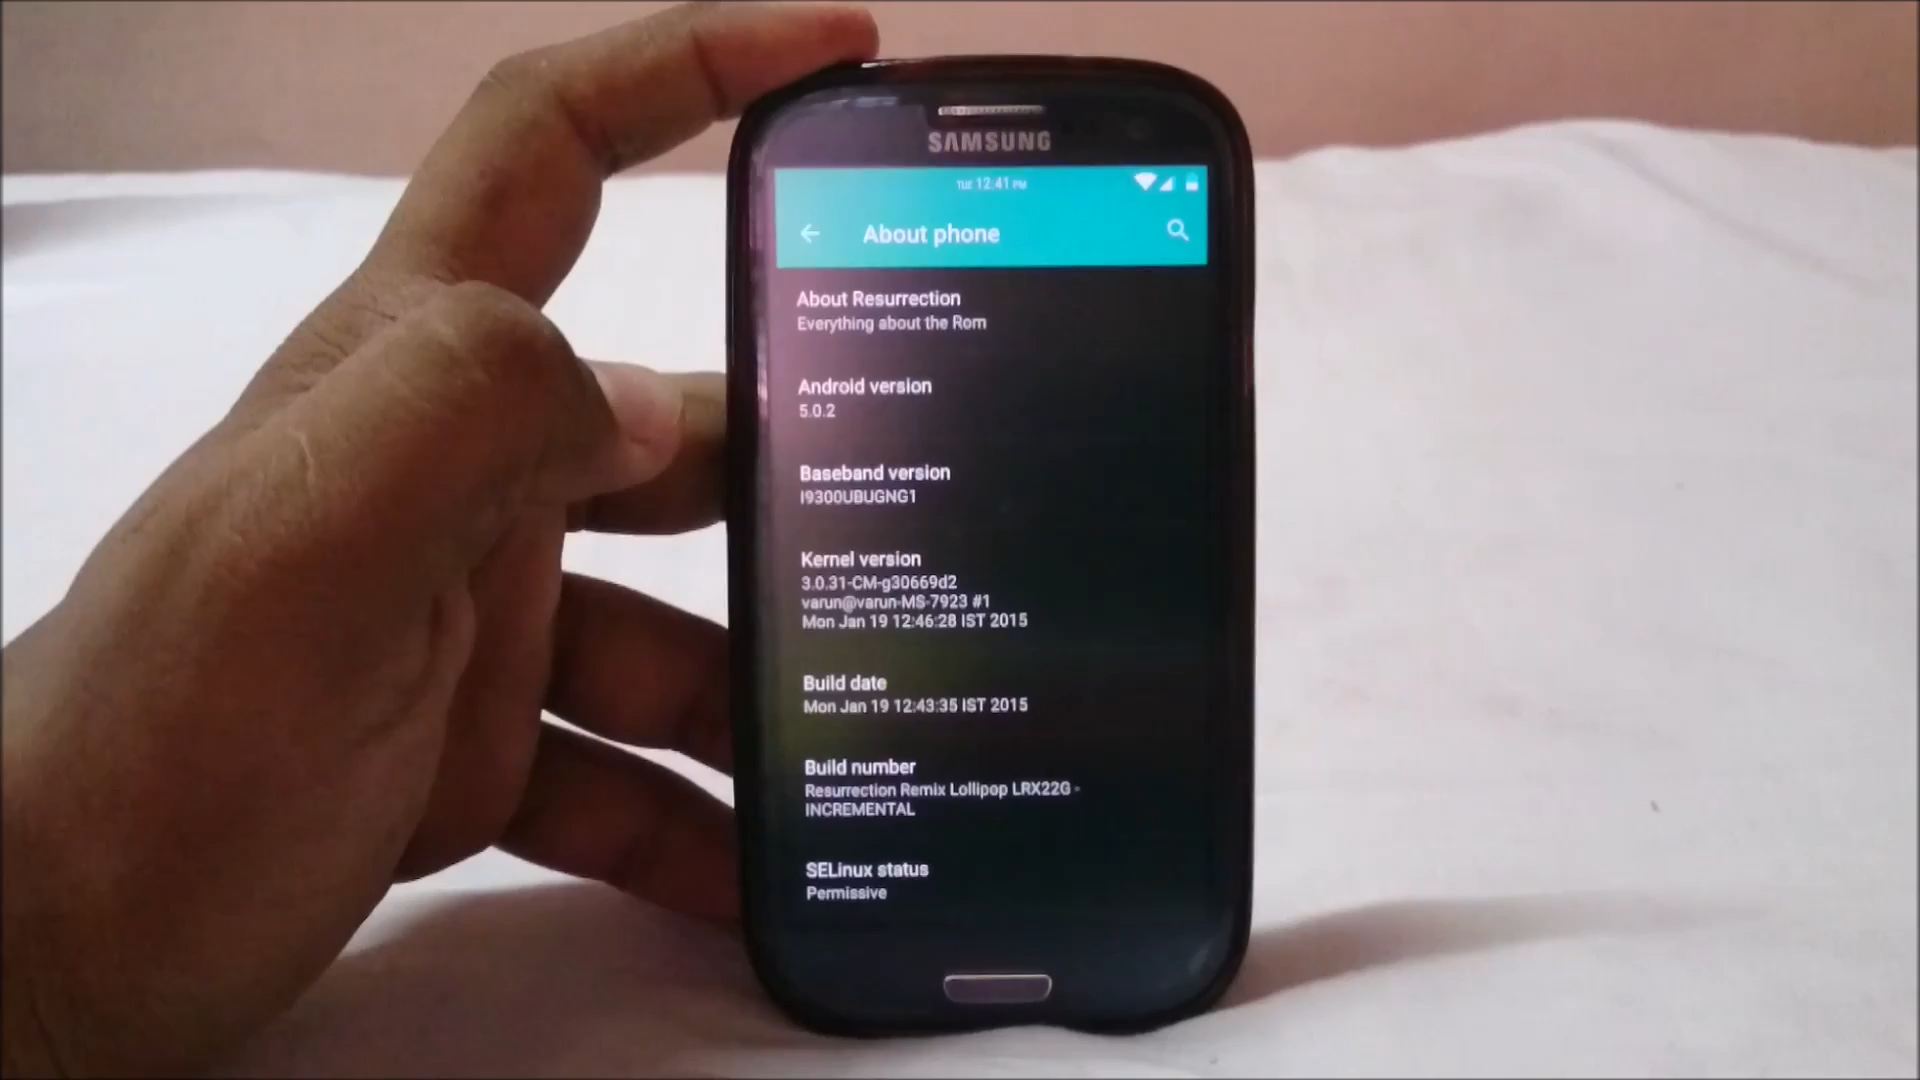 SAMSUNG
TUE 12:41 PM
About phone
About Resurrection
Everything about the Rom
Android version
5.0.2
Baseband version
I9300UBUGNG1
Kernel version
3.0.31-CM-g30669d2
varun@varun-MS-7923 #1
Mon Jan 19 12:46:28 IST 2015
Build date
Mon Jan 19 12:43:35 IST 2015
Build number
Resurrection Remix Lollipop LRX22G -
INCREMENTAL
SELinux status
Permissive